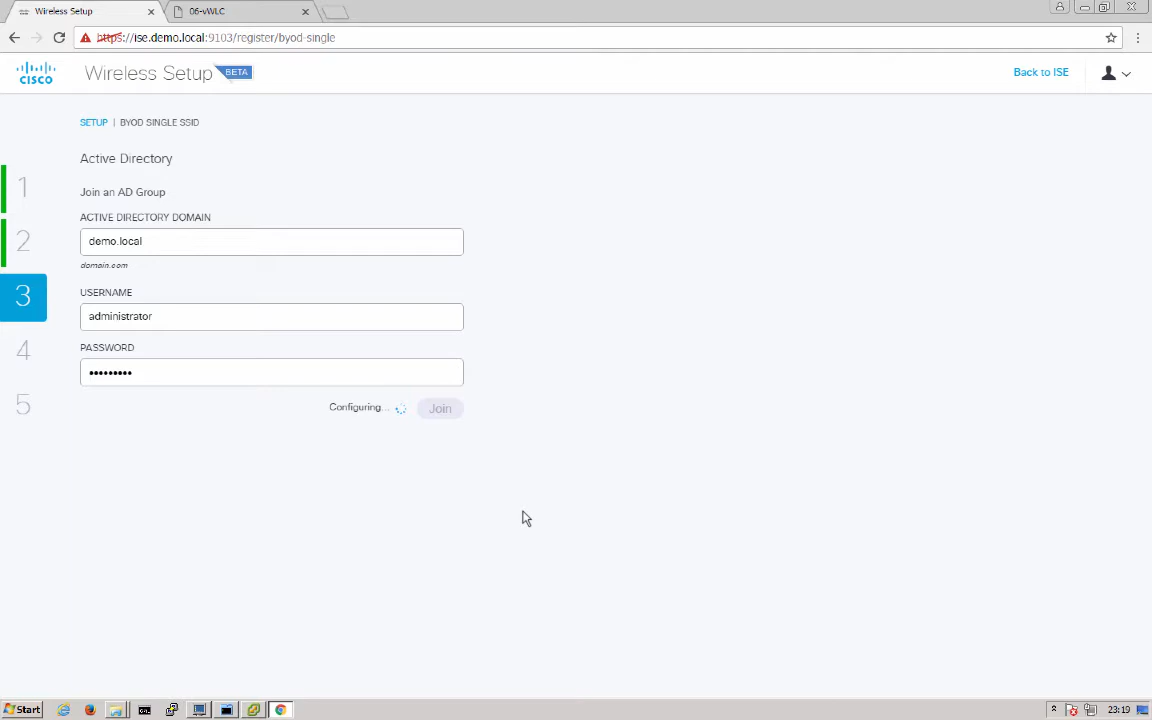 Wireless Setup
06-vWLC
https://ise.demo.local:9103/register/byod-single
CISCO
Wireless Setup
BETA
Back to ISE
SETUP | BYOD SINGLE SSID
Active Directory
1
Join an AD Group
ACTIVE DIRECTORY DOMAIN
2
demo.local
domain.com
3
USERNAME
administrator
4
PASSWORD
•••••••••
5
Configuring...
Join
Start
23:19